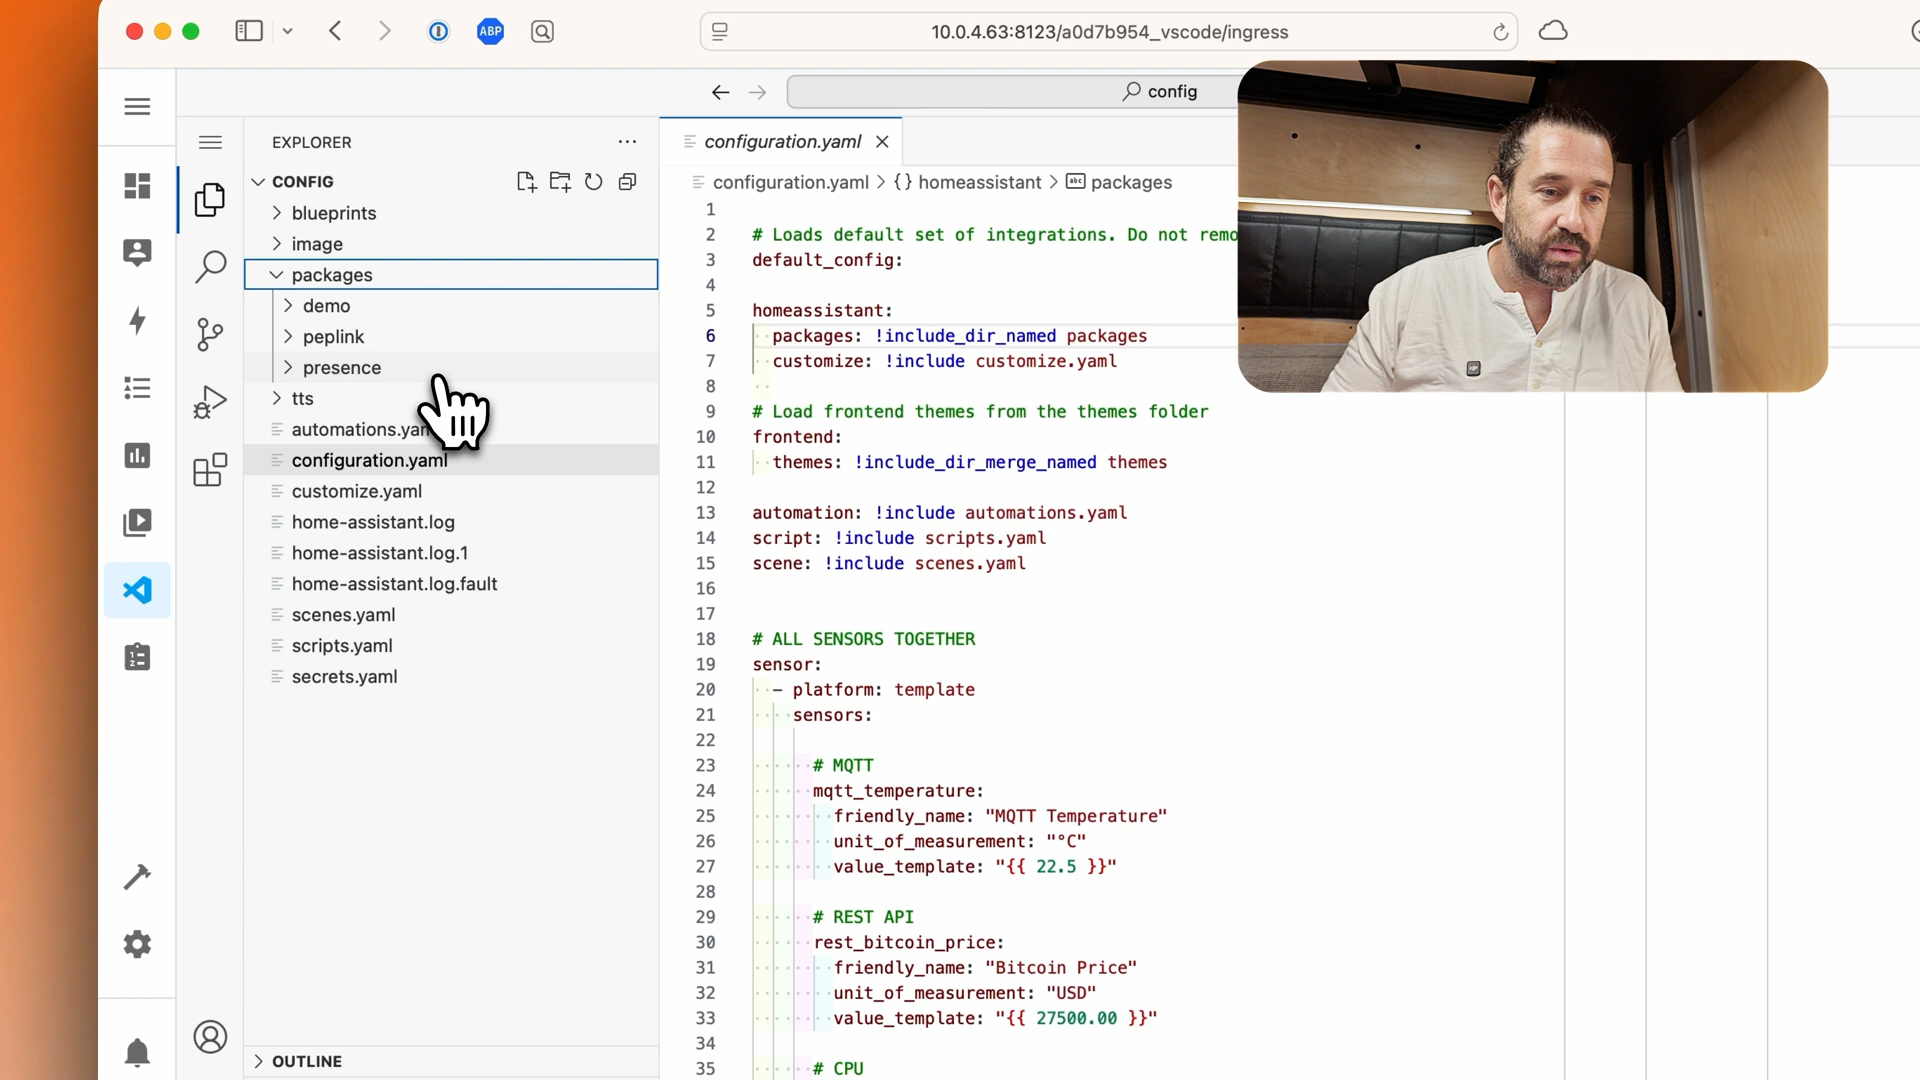 ABP
10.0.4.63:8123/a0d7b954_vscode/ingress
config
EXPLORER
configuration.yaml
CONFIG
configuration.yaml > {} homeassistant > abc packages
blueprints
image
packages
demo
peplink
presence
tts
automations.yam
configuration.yaml
customize.yaml
home-assistant.log
home-assistant.log.1
home-assistant.log.fault
scenes.yaml
scripts.yaml
secrets.yaml
OUTLINE
1
2 # Loads default set of integrations. Do not remo
3 default_config:
4
5 homeassistant:
6 packages: !include_dir_named packages
7 customize: !include customize.yaml
8
9 # Load frontend themes from the themes folder
10 frontend:
11 themes: !include_dir_merge_named themes
12
13 automation: !include automations.yaml
14 script: !include scripts.yaml
15 scene: !include scenes.yaml
16
17
18 # ALL SENSORS TOGETHER
19 sensor:
20 - platform: template
21 sensors:
22
23 # MQTT
24 mqtt_temperature:
25 friendly_name: "MQTT Temperature"
26 unit_of_measurement: "°C"
27 value_template: "{{ 22.5 }}"
28
29 # REST API
30 rest_bitcoin_price:
31 friendly_name: "Bitcoin Price"
32 unit_of_measurement: "USD"
33 value_template: "{{ 27500.00 }}"
34
35 # CPU